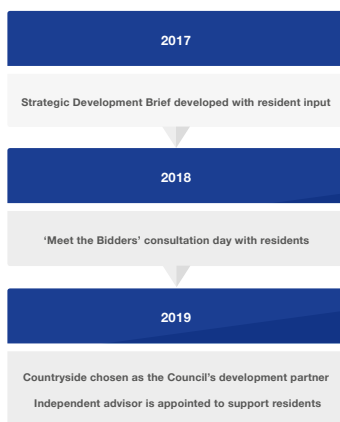 2017
Strategic Development Brief developed with resident input
2018
‘Meet the Bidders’ consultation day with residents
2019
Countryside chosen as the Council’s development partner
Independent advisor is appointed to support residents